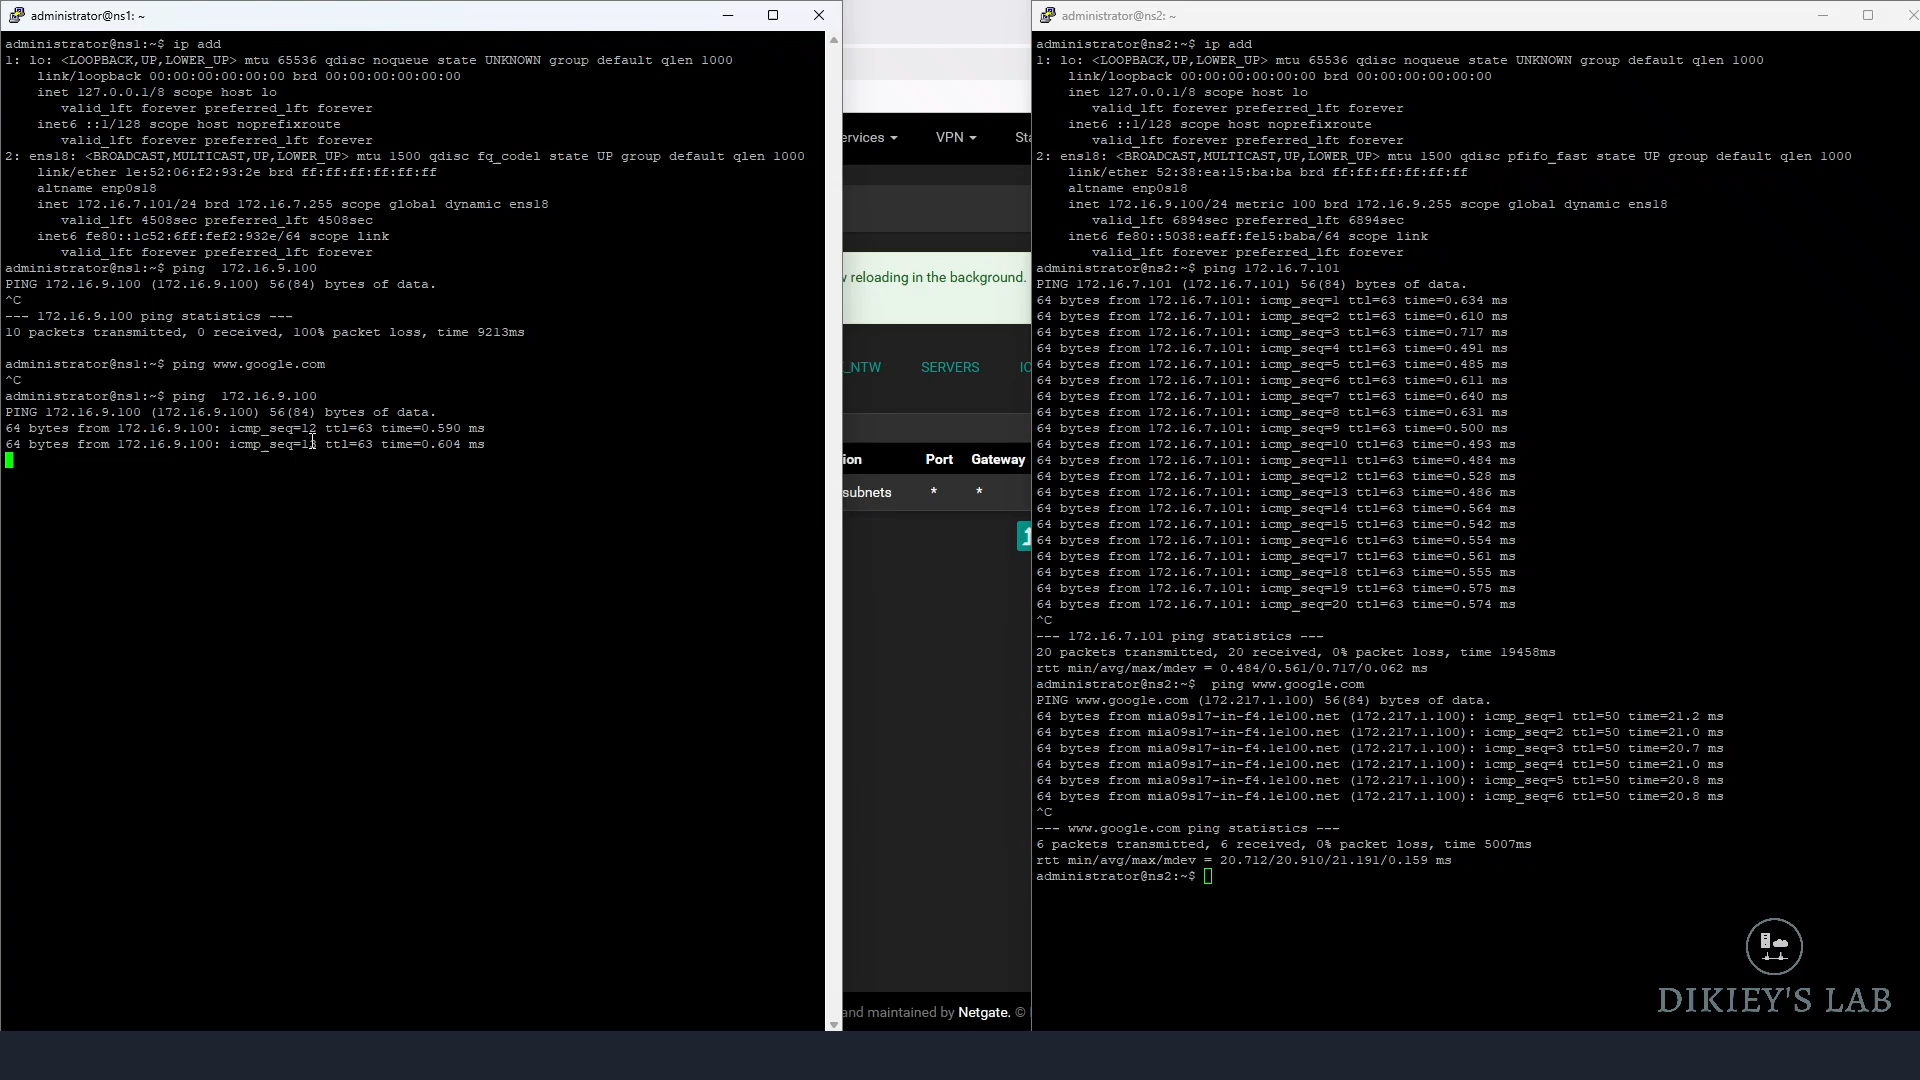 administrator@ns1: ~
administrator@ns1:~$ ip add
1: lo: <LOOPBACK,UP,LOWER_UP> mtu 65536 qdisc noqueue state UNKNOWN group default qlen 1000
link/loopback 00:00:00:00:00:00 brd 00:00:00:00:00:00
inet 127.0.0.1/8 scope host lo
valid_lft forever preferred_lft forever
inet6 ::1/128 scope host noprefixroute
valid_lft forever preferred_lft forever
2: ens18: <BROADCAST,MULTICAST,UP,LOWER_UP> mtu 1500 qdisc fq_codel state UP group default qlen 1000
link/ether 1e:52:06:f2:93:2e brd ff:ff:ff:ff:ff:ff
altname enp0s18
inet 172.16.7.101/24 brd 172.16.7.255 scope global dynamic ens18
valid_lft 4508sec preferred_lft 4508sec
inet6 fe80::1c52:6ff:fef2:932e/64 scope link
valid_lft forever preferred_lft forever
administrator@ns1:~$ ping  172.16.9.100
PING 172.16.9.100 (172.16.9.100) 56(84) bytes of data.
^C
--- 172.16.9.100 ping statistics ---
10 packets transmitted, 0 received, 100% packet loss, time 9213ms
administrator@ns1:~$ ping www.google.com
^C
administrator@ns1:~$ ping  172.16.9.100
PING 172.16.9.100 (172.16.9.100) 56(84) bytes of data.
64 bytes from 172.16.9.100: icmp_seq=12 ttl=63 time=0.590 ms
64 bytes from 172.16.9.100: icmp_seq=13 ttl=63 time=0.604 ms
ervices VPN Sta
w reloading in the background.
_NTW SERVERS IO
ion Port Gateway
subnets * *
1
and maintained by Netgate. ©
administrator@ns2: ~
administrator@ns2:~$ ip add
1: lo: <LOOPBACK,UP,LOWER_UP> mtu 65536 qdisc noqueue state UNKNOWN group default qlen 1000
link/loopback 00:00:00:00:00:00 brd 00:00:00:00:00:00
inet 127.0.0.1/8 scope host lo
valid_lft forever preferred_lft forever
inet6 ::1/128 scope host noprefixroute
valid_lft forever preferred_lft forever
2: ens18: <BROADCAST,MULTICAST,UP,LOWER_UP> mtu 1500 qdisc pfifo_fast state UP group default qlen 1000
link/ether 52:38:ea:15:ba:ba brd ff:ff:ff:ff:ff:ff
altname enp0s18
inet 172.16.9.100/24 metric 100 brd 172.16.9.255 scope global dynamic ens18
valid_lft 6894sec preferred_lft 6894sec
inet6 fe80::5038:eaff:fe15:baba/64 scope link
valid_lft forever preferred_lft forever
administrator@ns2:~$ ping 172.16.7.101
PING 172.16.7.101 (172.16.7.101) 56(84) bytes of data.
64 bytes from 172.16.7.101: icmp_seq=1 ttl=63 time=0.634 ms
64 bytes from 172.16.7.101: icmp_seq=2 ttl=63 time=0.610 ms
64 bytes from 172.16.7.101: icmp_seq=3 ttl=63 time=0.717 ms
64 bytes from 172.16.7.101: icmp_seq=4 ttl=63 time=0.491 ms
64 bytes from 172.16.7.101: icmp_seq=5 ttl=63 time=0.485 ms
64 bytes from 172.16.7.101: icmp_seq=6 ttl=63 time=0.611 ms
64 bytes from 172.16.7.101: icmp_seq=7 ttl=63 time=0.640 ms
64 bytes from 172.16.7.101: icmp_seq=8 ttl=63 time=0.631 ms
64 bytes from 172.16.7.101: icmp_seq=9 ttl=63 time=0.500 ms
64 bytes from 172.16.7.101: icmp_seq=10 ttl=63 time=0.493 ms
64 bytes from 172.16.7.101: icmp_seq=11 ttl=63 time=0.484 ms
64 bytes from 172.16.7.101: icmp_seq=12 ttl=63 time=0.528 ms
64 bytes from 172.16.7.101: icmp_seq=13 ttl=63 time=0.486 ms
64 bytes from 172.16.7.101: icmp_seq=14 ttl=63 time=0.564 ms
64 bytes from 172.16.7.101: icmp_seq=15 ttl=63 time=0.542 ms
64 bytes from 172.16.7.101: icmp_seq=16 ttl=63 time=0.554 ms
64 bytes from 172.16.7.101: icmp_seq=17 ttl=63 time=0.561 ms
64 bytes from 172.16.7.101: icmp_seq=18 ttl=63 time=0.555 ms
64 bytes from 172.16.7.101: icmp_seq=19 ttl=63 time=0.575 ms
64 bytes from 172.16.7.101: icmp_seq=20 ttl=63 time=0.574 ms
^C
--- 172.16.7.101 ping statistics ---
20 packets transmitted, 20 received, 0% packet loss, time 19458ms
rtt min/avg/max/mdev = 0.484/0.561/0.717/0.062 ms
administrator@ns2:~$  ping www.google.com
PING www.google.com (172.217.1.100) 56(84) bytes of data.
64 bytes from mia09s17-in-f4.1e100.net (172.217.1.100): icmp_seq=1 ttl=50 time=21.2 ms
64 bytes from mia09s17-in-f4.1e100.net (172.217.1.100): icmp_seq=2 ttl=50 time=21.0 ms
64 bytes from mia09s17-in-f4.1e100.net (172.217.1.100): icmp_seq=3 ttl=50 time=20.7 ms
64 bytes from mia09s17-in-f4.1e100.net (172.217.1.100): icmp_seq=4 ttl=50 time=21.0 ms
64 bytes from mia09s17-in-f4.1e100.net (172.217.1.100): icmp_seq=5 ttl=50 time=20.8 ms
64 bytes from mia09s17-in-f4.1e100.net (172.217.1.100): icmp_seq=6 ttl=50 time=20.8 ms
^C
--- www.google.com ping statistics ---
6 packets transmitted, 6 received, 0% packet loss, time 5007ms
rtt min/avg/max/mdev = 20.712/20.910/21.191/0.159 ms
administrator@ns2:~$
DIKIEY'S LAB